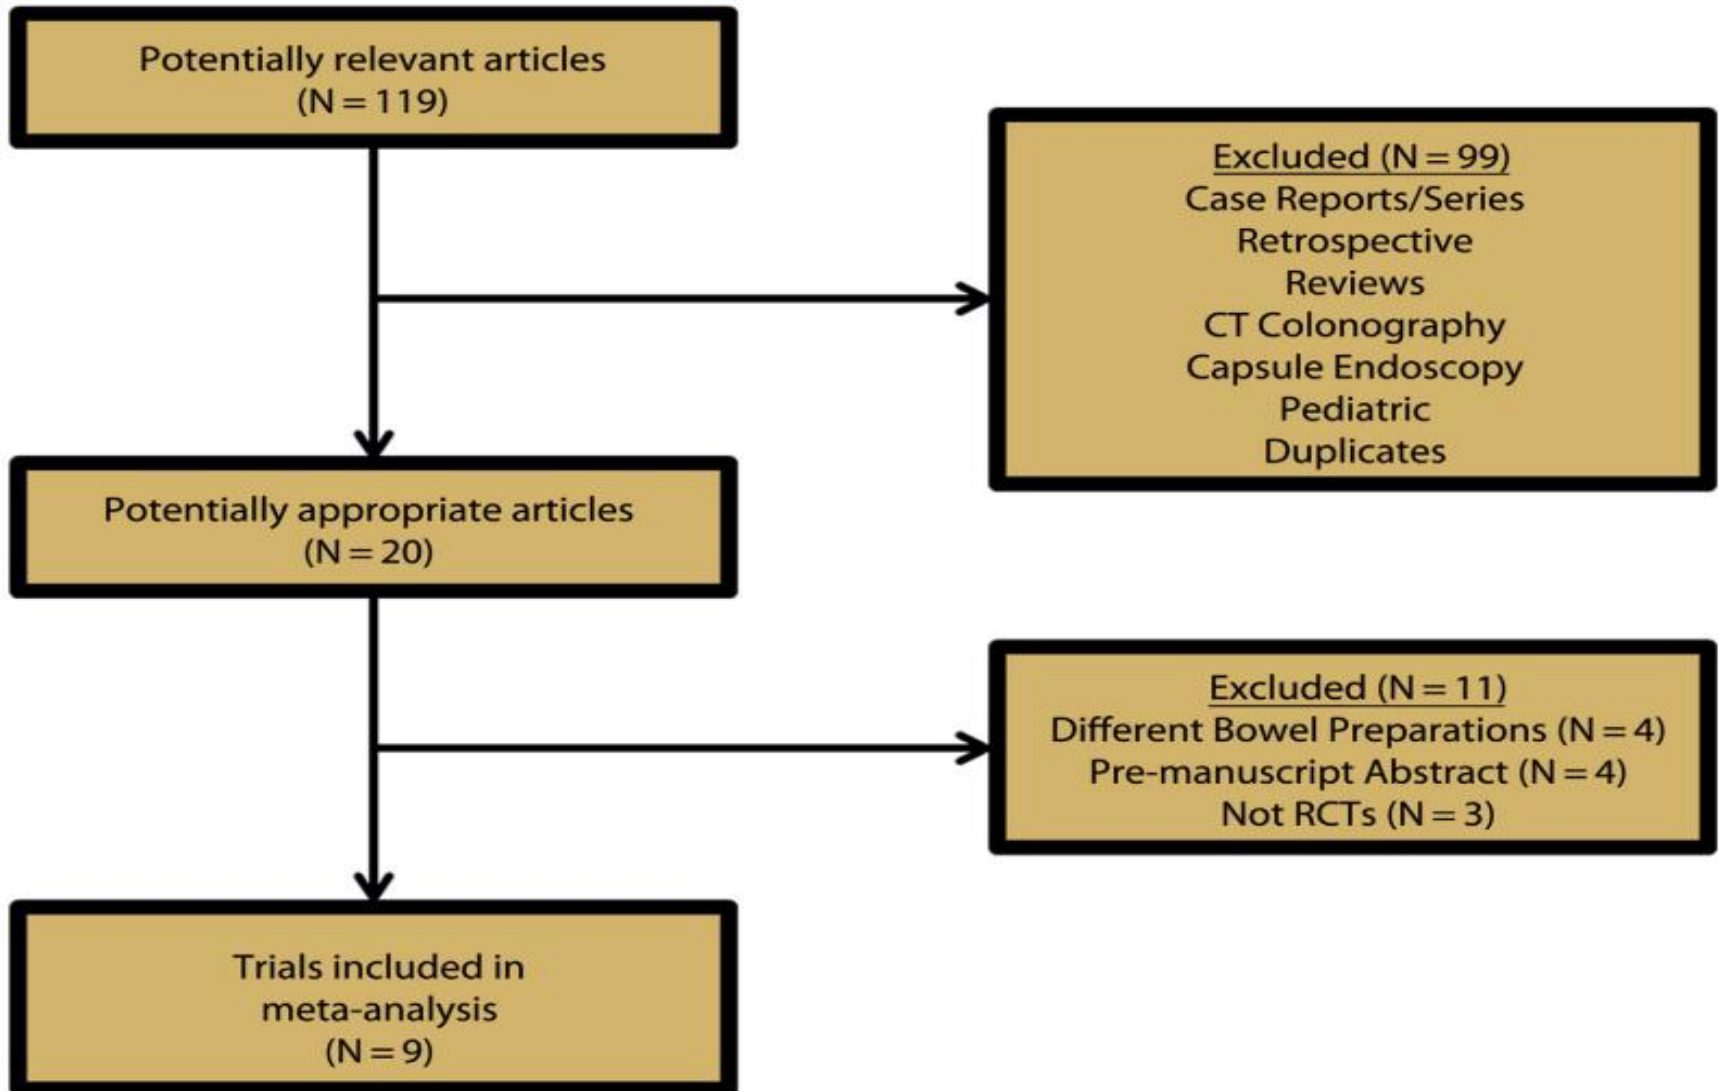 Potentially relevant articles
(N = 119)
Excluded (N = 99)
Case Reports/Series
Retrospective
Reviews
CT Colonography
Capsule Endoscopy
Pediatric
Duplicates
Potentially appropriate articles
(N = 20)
Excluded (N = 11)
Different Bowel Preparations (N = 4)
Pre-manuscript Abstract (N = 4)
Not RCTs (N = 3)
Trials included in
meta-analysis
(N = 9)